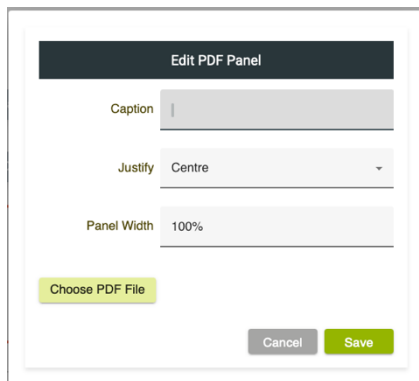 Edit PDF Panel
Caption
Justify Centre
Panel Width 100%
Choose PDF File
Cancel Save